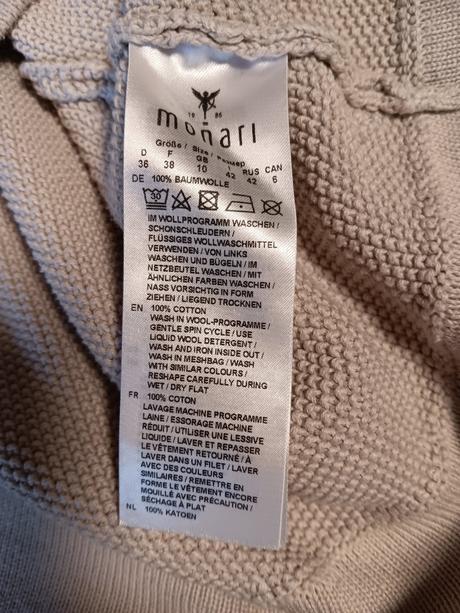 19 86
monari
Größe / Size / Размер
D F GB I RUS CAN
36 38 10 42 42 6
DE 100% BAUMWOLLE
30
IM WOLLPROGRAMM WASCHEN /
SCHONSCHLEUDERN /
FLÜSSIGES WOLLWASCHMITTEL
VERWENDEN / VON LINKS
WASCHEN UND BÜGELN / IM
NETZBEUTEL WASCHEN / MIT
ÄHNLICHEN FARBEN WASCHEN /
NASS VORSICHTIG IN FORM
ZIEHEN / LIEGEND TROCKNEN
EN 100% COTTON
WASH IN WOOL-PROGRAMME /
GENTLE SPIN CYCLE / USE
LIQUID WOOL DETERGENT /
WASH AND IRON INSIDE OUT /
WASH IN MESHBAG / WASH
WITH SIMILAR COLOURS /
RESHAPE CAREFULLY DURING
WET / DRY FLAT
FR 100% COTON
LAVAGE MACHINE PROGRAMME
LAINE / ESSORAGE MACHINE
RÉDUIT / UTILISER UNE LESSIVE
LIQUIDE / LAVER ET REPASSER
LE VÊTEMENT RETOURNÉ / À
LAVER DANS UN FILET / LAVER
AVEC DES COULEURS
SIMILAIRES / REMETTRE EN
FORME LE VÊTEMENT ENCORE
MOUILLÉ AVEC PRÉCAUTION /
SÉCHAGE À PLAT
NL 100% KATOEN